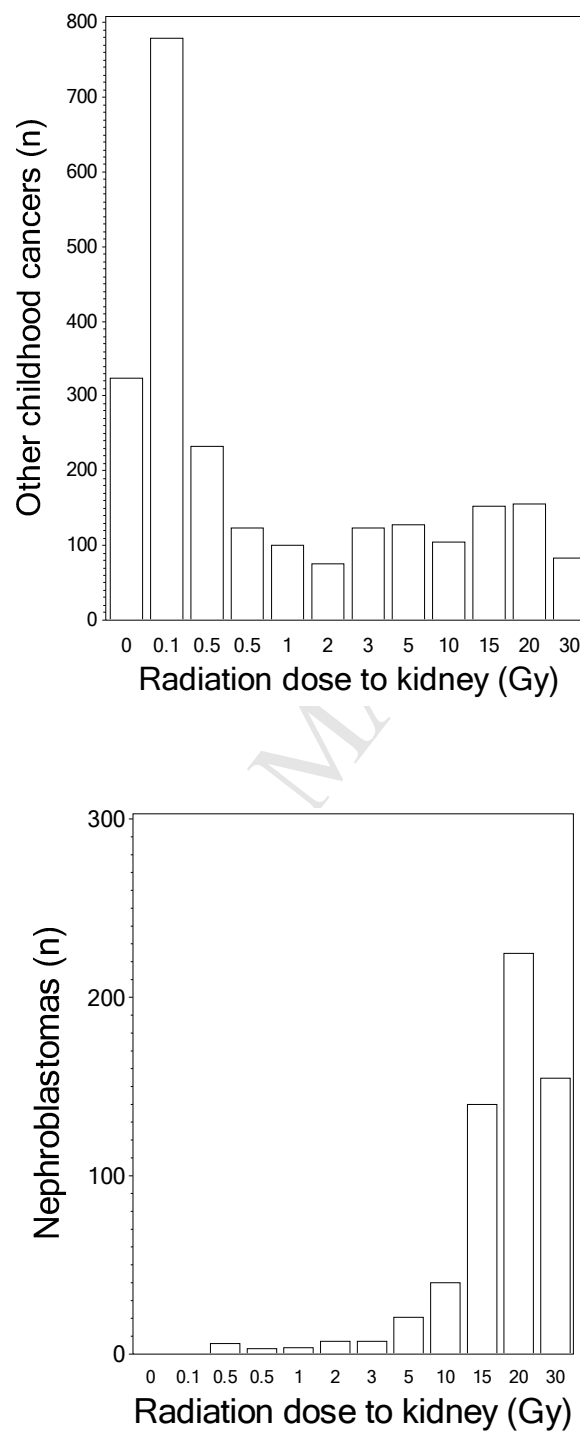 Other childhood cancers (n)
800
700
600
500
400
300
200
100
0
0 0.1 0.5 0.5 1 2 3 5 10 15 20 30
Radiation dose to kidney (Gy)
Nephroblastomas (n)
300
200
100
0
0 0.1 0.5 0.5 1 2 3 5 10 15 20 30
Radiation dose to kidney (Gy)